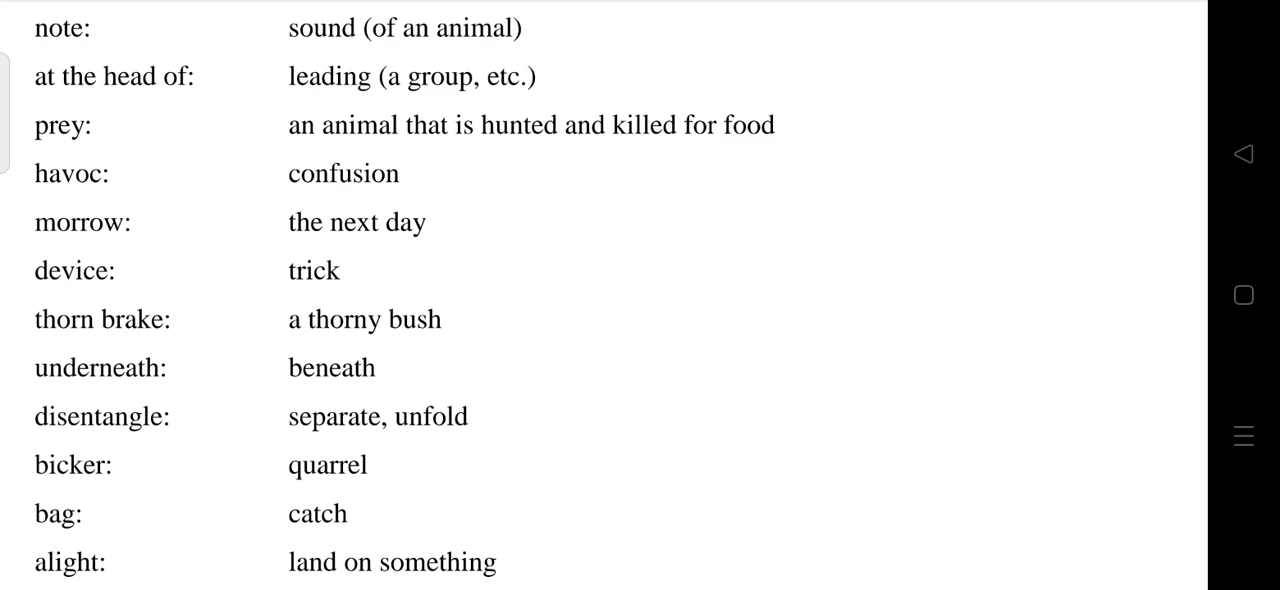 note: sound (of an animal)
at the head of: leading (a group, etc.)
prey: an animal that is hunted and killed for food
havoc: confusion
morrow: the next day
device: trick
thorn brake: a thorny bush
underneath: beneath
disentangle: separate, unfold
bicker: quarrel
bag: catch
alight: land on something